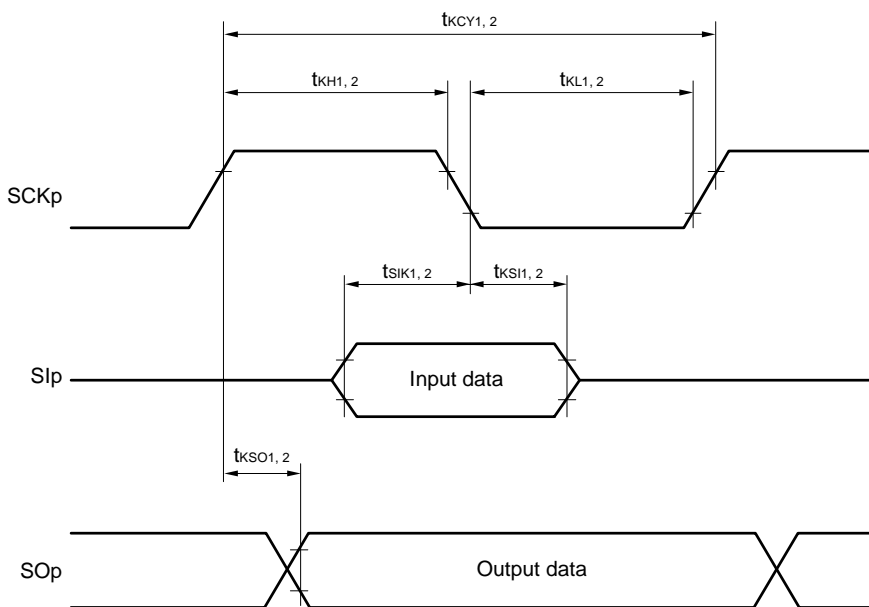 tKCY1, 2
tKH1, 2
tKL1, 2
SCKp
tSIK1, 2
tKSI1, 2
SIp
Input data
tKSO1, 2
SOp
Output data